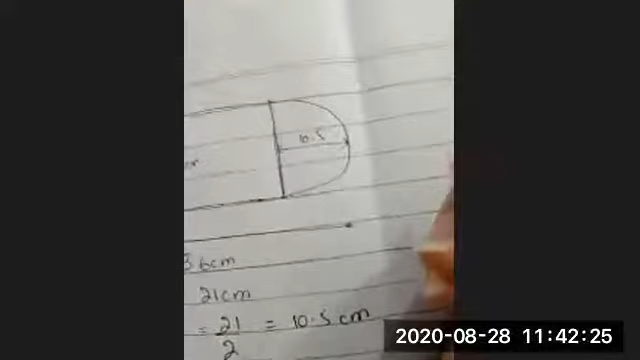 10.5
36cm
21cm
= 21/2 = 10.5 cm
2020-08-28 11:42:25